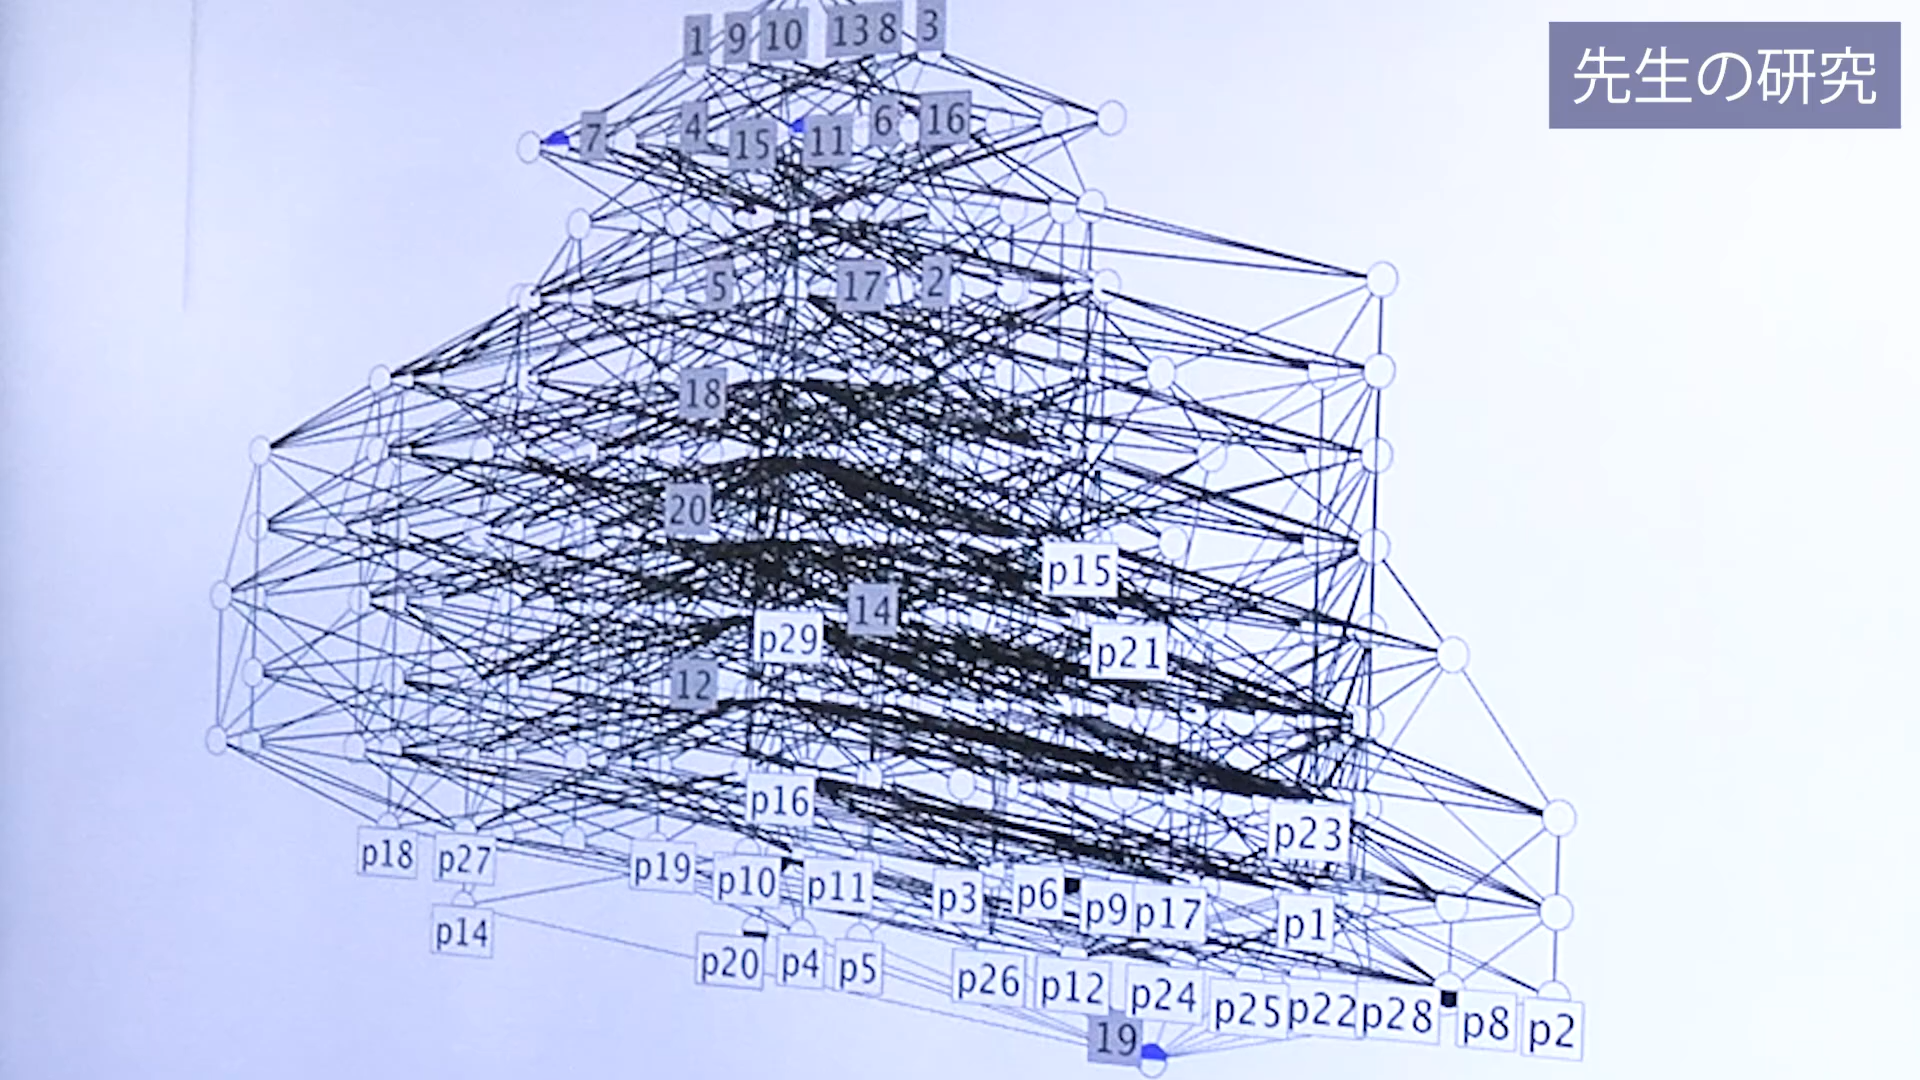 先生の研究
1 9 10 13 8 3
7 4 15 11 6 16
5 17 2
18
20
p15
14
p29 p21
12
p16
p23
p18 p27 p19 p10 p11 p3 p6 p9 p17 p1
p14
p20 p4 p5 p26 p12 p24 p25 p22 p28 p8 p2
19